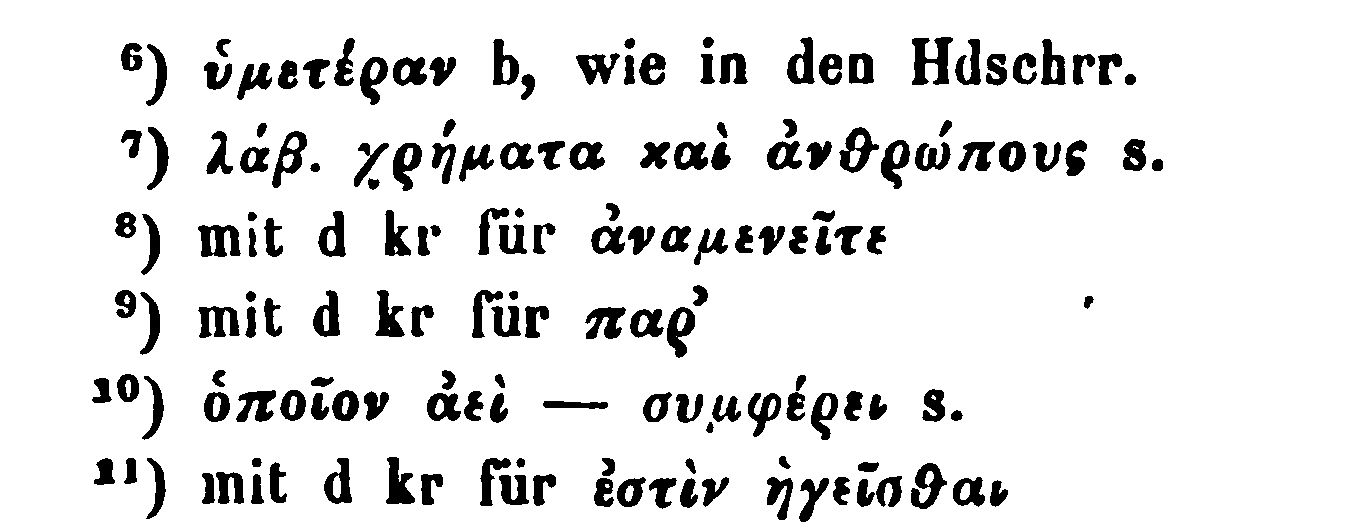 ⁶) ὑμετέραν b, wie in den Hdschrr.
⁷) λάβ. χρήματα καὶ ἀνθρώπους s.
⁸) mit d kr für ἀναμενεῖτε
⁹) mit d kr für παρ’
¹⁰) ὁποῖον ἀεὶ — συμφέρει s.
¹¹) mit d kr für ἐστὶν ἡγεῖσθαι